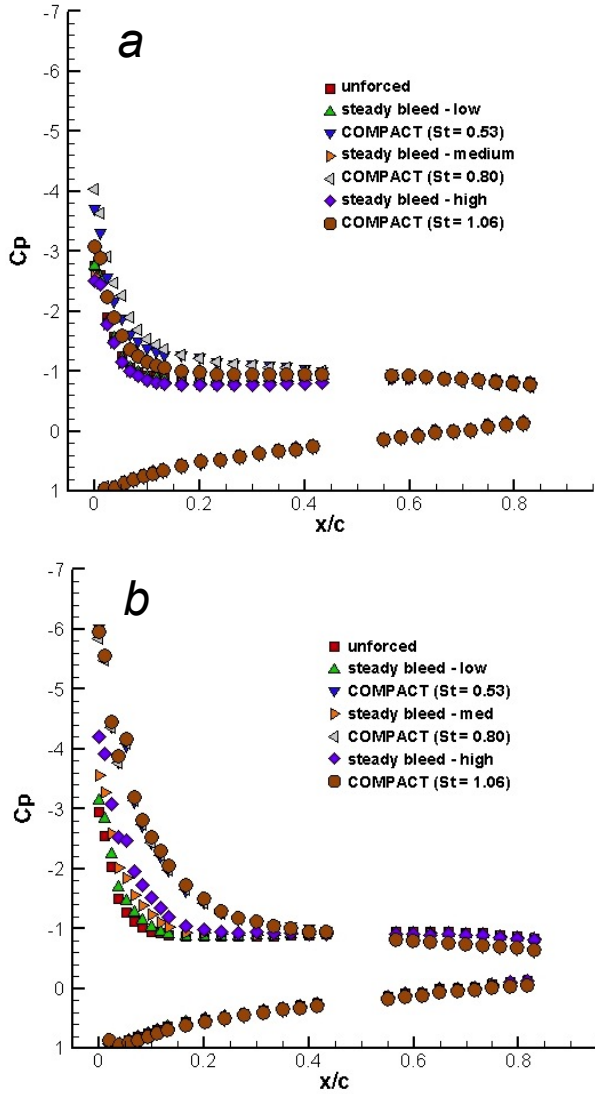 a
-7
-6
-5
-4
-3
-2
-1
0
1
Cp
unforced
steady bleed - low
COMPACT (St = 0.53)
steady bleed - medium
COMPACT (St = 0.80)
steady bleed - high
COMPACT (St = 1.06)
0 0.2 0.4 0.6 0.8
x/c
b
-7
-6
-5
-4
-3
-2
-1
0
1
Cp
unforced
steady bleed - low
COMPACT (St = 0.53)
steady bleed - med
COMPACT (St = 0.80)
steady bleed - high
COMPACT (St = 1.06)
0 0.2 0.4 0.6 0.8
x/c